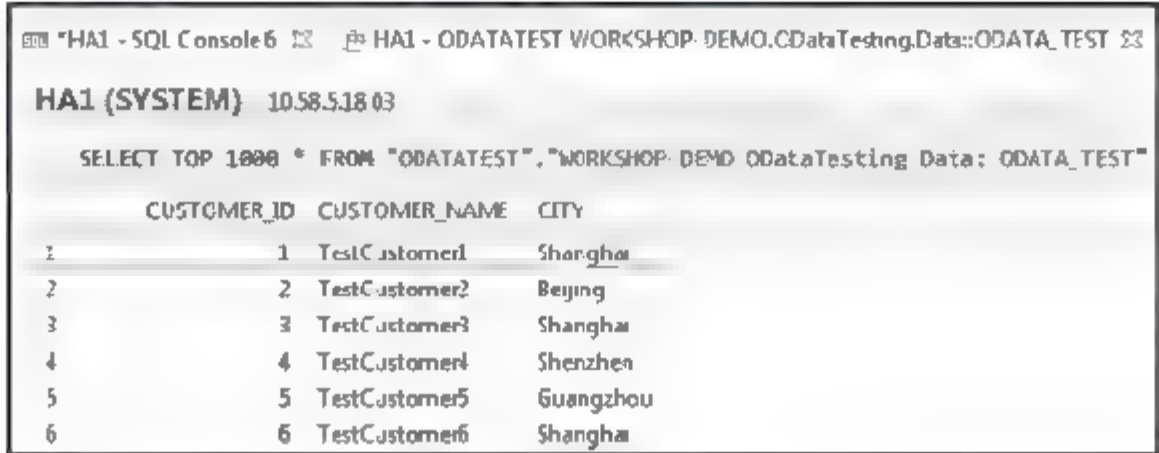 SQL *HA1 - SQL Console 6 HA1 - ODATATEST WORKSHOP DEMO.ODataTesting.Data::ODATA_TEST
HA1 (SYSTEM) 10.58.5.18 03
SELECT TOP 1000 * FROM "ODATATEST"."WORKSHOP DEMO ODataTesting Data: ODATA_TEST"
CUSTOMER_ID CUSTOMER_NAME CITY
1 1 TestCustomer1 Shanghai
2 2 TestCustomer2 Beijing
3 3 TestCustomer3 Shanghai
4 4 TestCustomer4 Shenzhen
5 5 TestCustomer5 Guangzhou
6 6 TestCustomer6 Shanghai